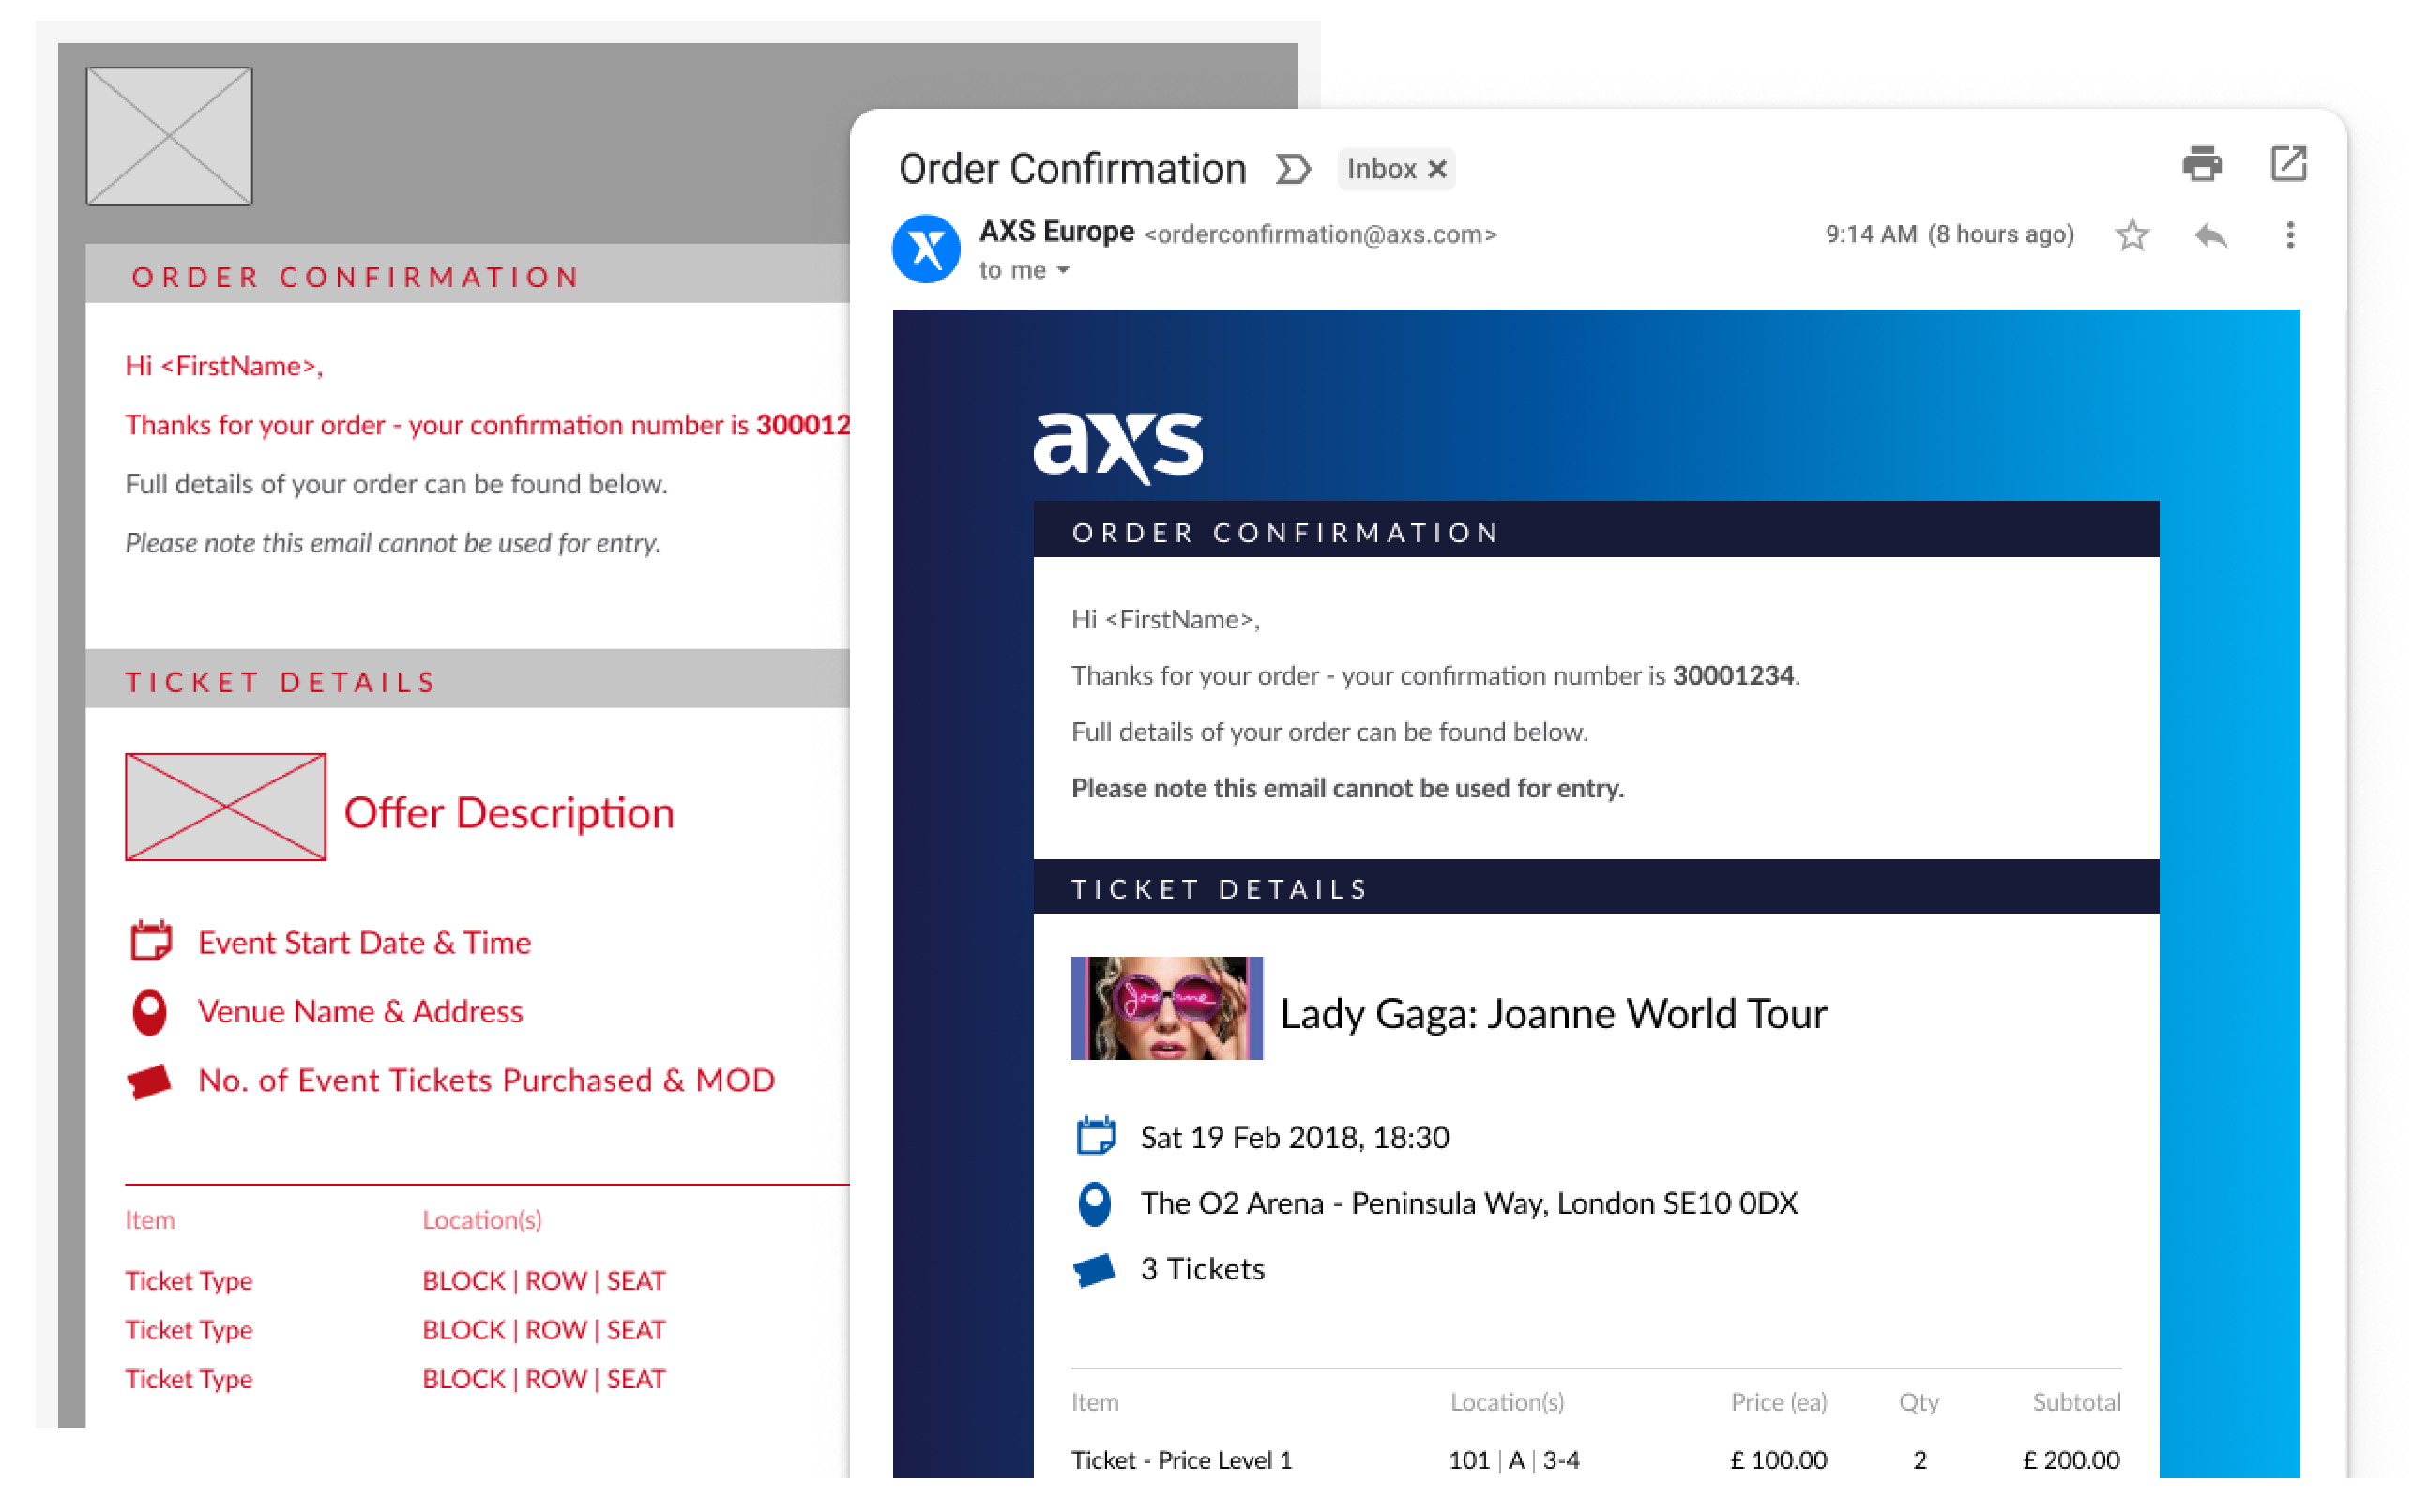 ORDER CONFIRMATION
Hi <FirstName>,
Thanks for your order - your confirmation number is 300012
Full details of your order can be found below.
Please note this email cannot be used for entry.
TICKET DETAILS
Offer Description
Event Start Date & Time
Venue Name & Address
No. of Event Tickets Purchased & MOD
Item Location(s)
Ticket Type BLOCK | ROW | SEAT
Ticket Type BLOCK | ROW | SEAT
Ticket Type BLOCK | ROW | SEAT
Order Confirmation Inbox ×
AXS Europe <orderconfirmation@axs.com> 9:14 AM (8 hours ago)
to me
axs
ORDER CONFIRMATION
Hi <FirstName>,
Thanks for your order - your confirmation number is 30001234.
Full details of your order can be found below.
Please note this email cannot be used for entry.
TICKET DETAILS
Joanne
Lady Gaga: Joanne World Tour
Sat 19 Feb 2018, 18:30
The O2 Arena - Peninsula Way, London SE10 0DX
3 Tickets
Item Location(s) Price (ea) Qty Subtotal
Ticket - Price Level 1 101 | A | 3-4 £ 100.00 2 £ 200.00